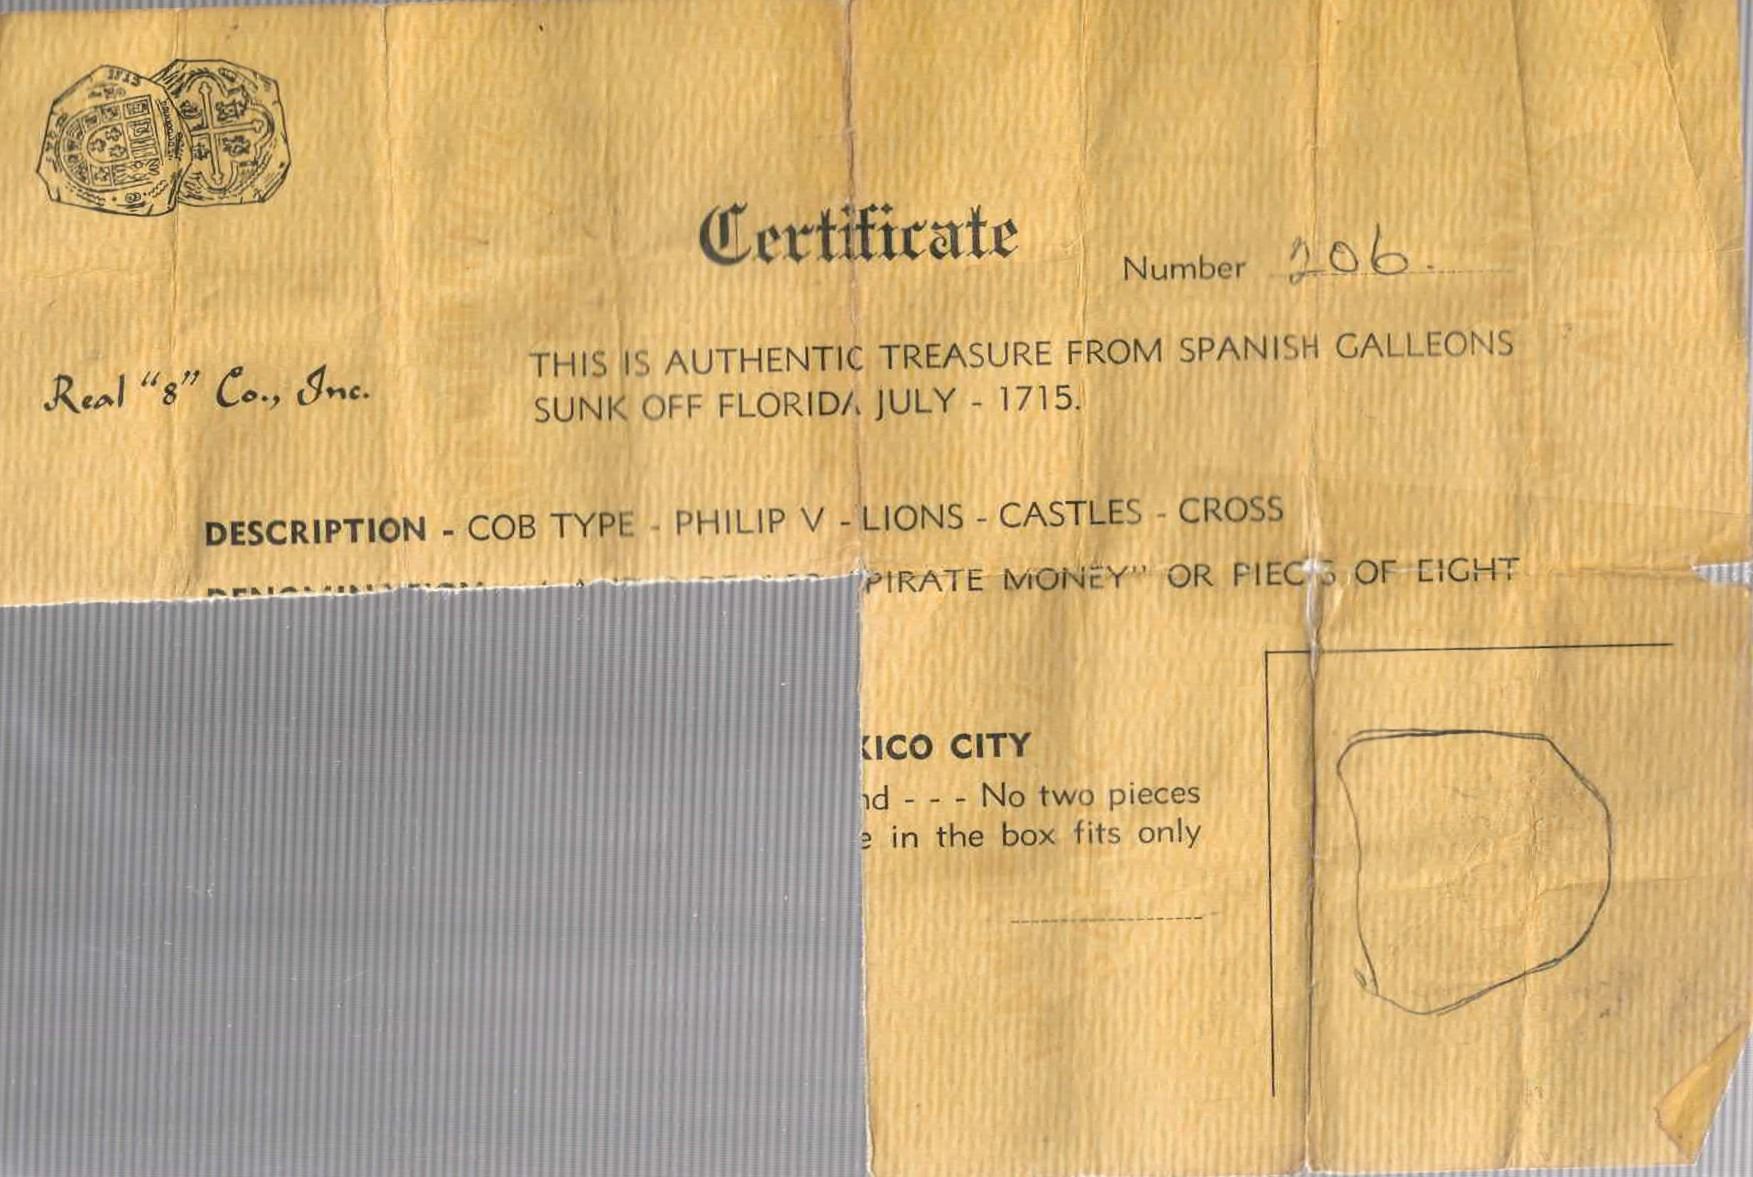 Certificate
Number 206.
Real "8" Co., Inc.
THIS IS AUTHENTIC TREASURE FROM SPANISH GALLEONS
SUNK OFF FLORIDA JULY - 1715.
DESCRIPTION - COB TYPE - PHILIP V - LIONS - CASTLES - CROSS
DENOMINATION "PIRATE MONEY" OR PIECES OF EIGHT
XICO CITY
nd - - - No two pieces
e in the box fits only